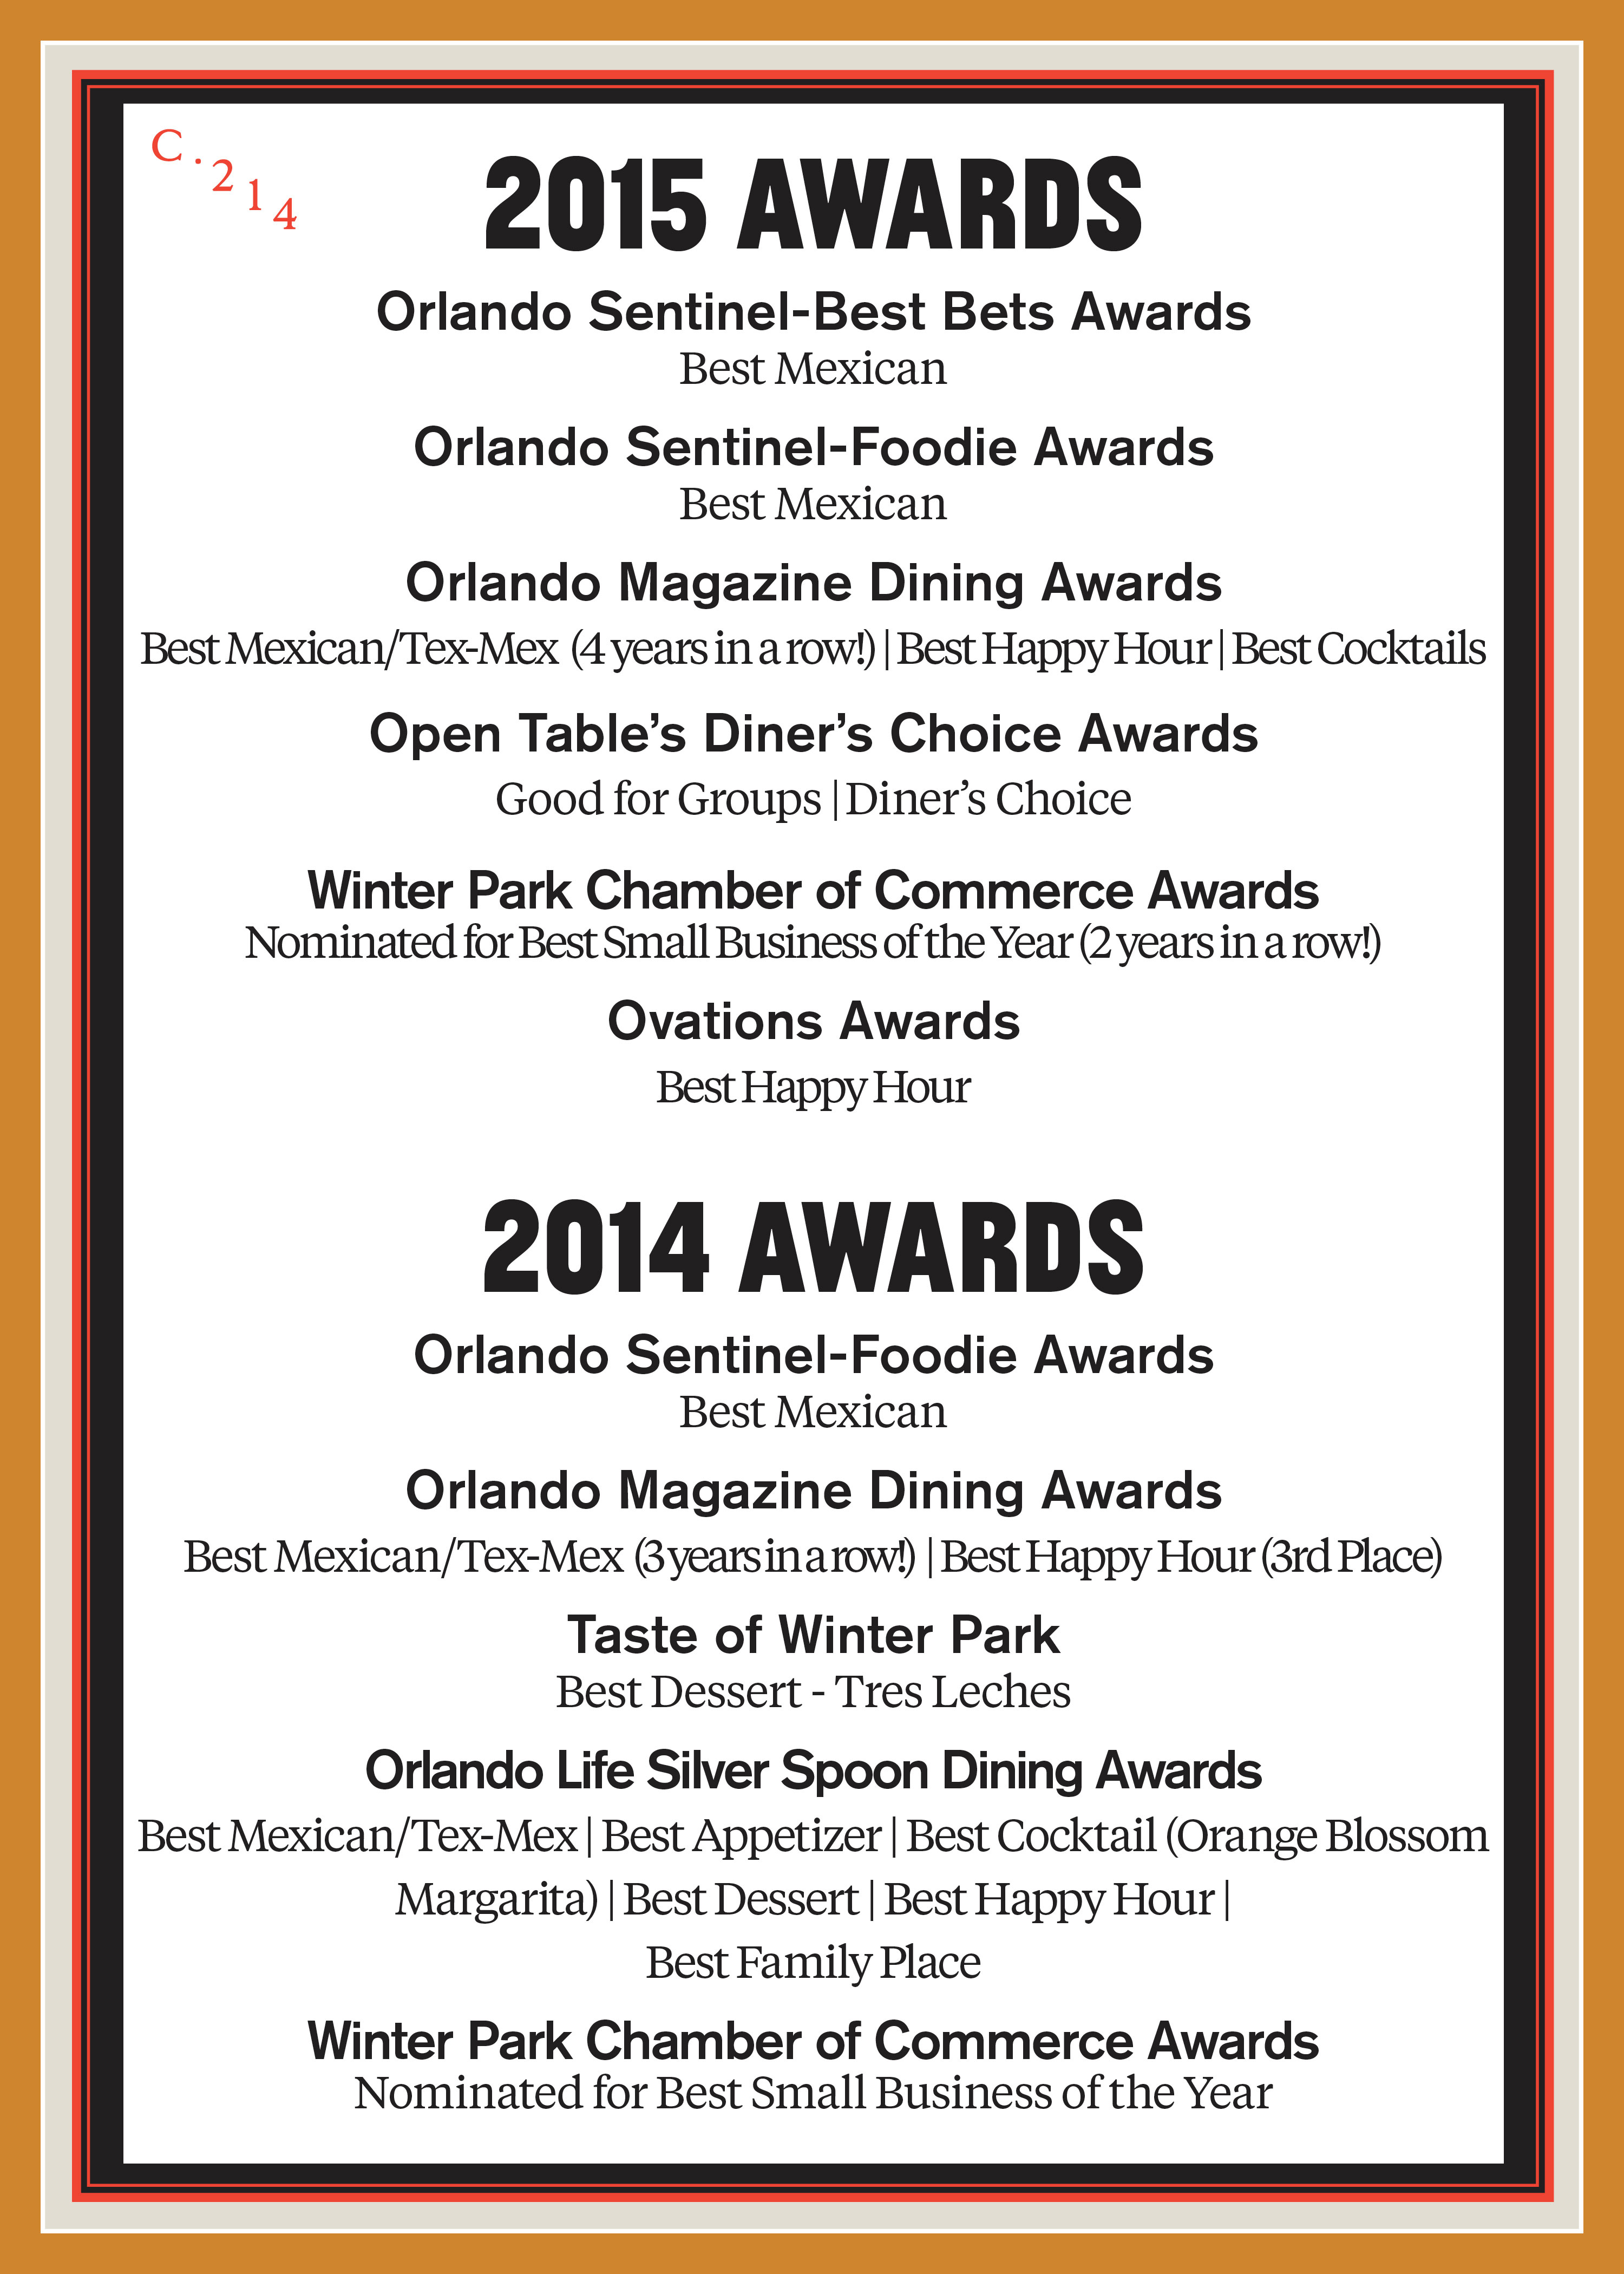 C.214
2015 AWARDS
Orlando Sentinel-Best Bets Awards
Best Mexican
Orlando Sentinel-Foodie Awards
Best Mexican
Orlando Magazine Dining Awards
Best Mexican/Tex-Mex (4 years in a row!) | Best Happy Hour | Best Cocktails
Open Table’s Diner’s Choice Awards
Good for Groups | Diner’s Choice
Winter Park Chamber of Commerce Awards
Nominated for Best Small Business of the Year (2 years in a row!)
Ovations Awards
Best Happy Hour
2014 AWARDS
Orlando Sentinel-Foodie Awards
Best Mexican
Orlando Magazine Dining Awards
Best Mexican/Tex-Mex (3 years in a row!) | Best Happy Hour (3rd Place)
Taste of Winter Park
Best Dessert - Tres Leches
Orlando Life Silver Spoon Dining Awards
Best Mexican/Tex-Mex | Best Appetizer | Best Cocktail (Orange Blossom
Margarita) | Best Dessert | Best Happy Hour |
Best Family Place
Winter Park Chamber of Commerce Awards
Nominated for Best Small Business of the Year